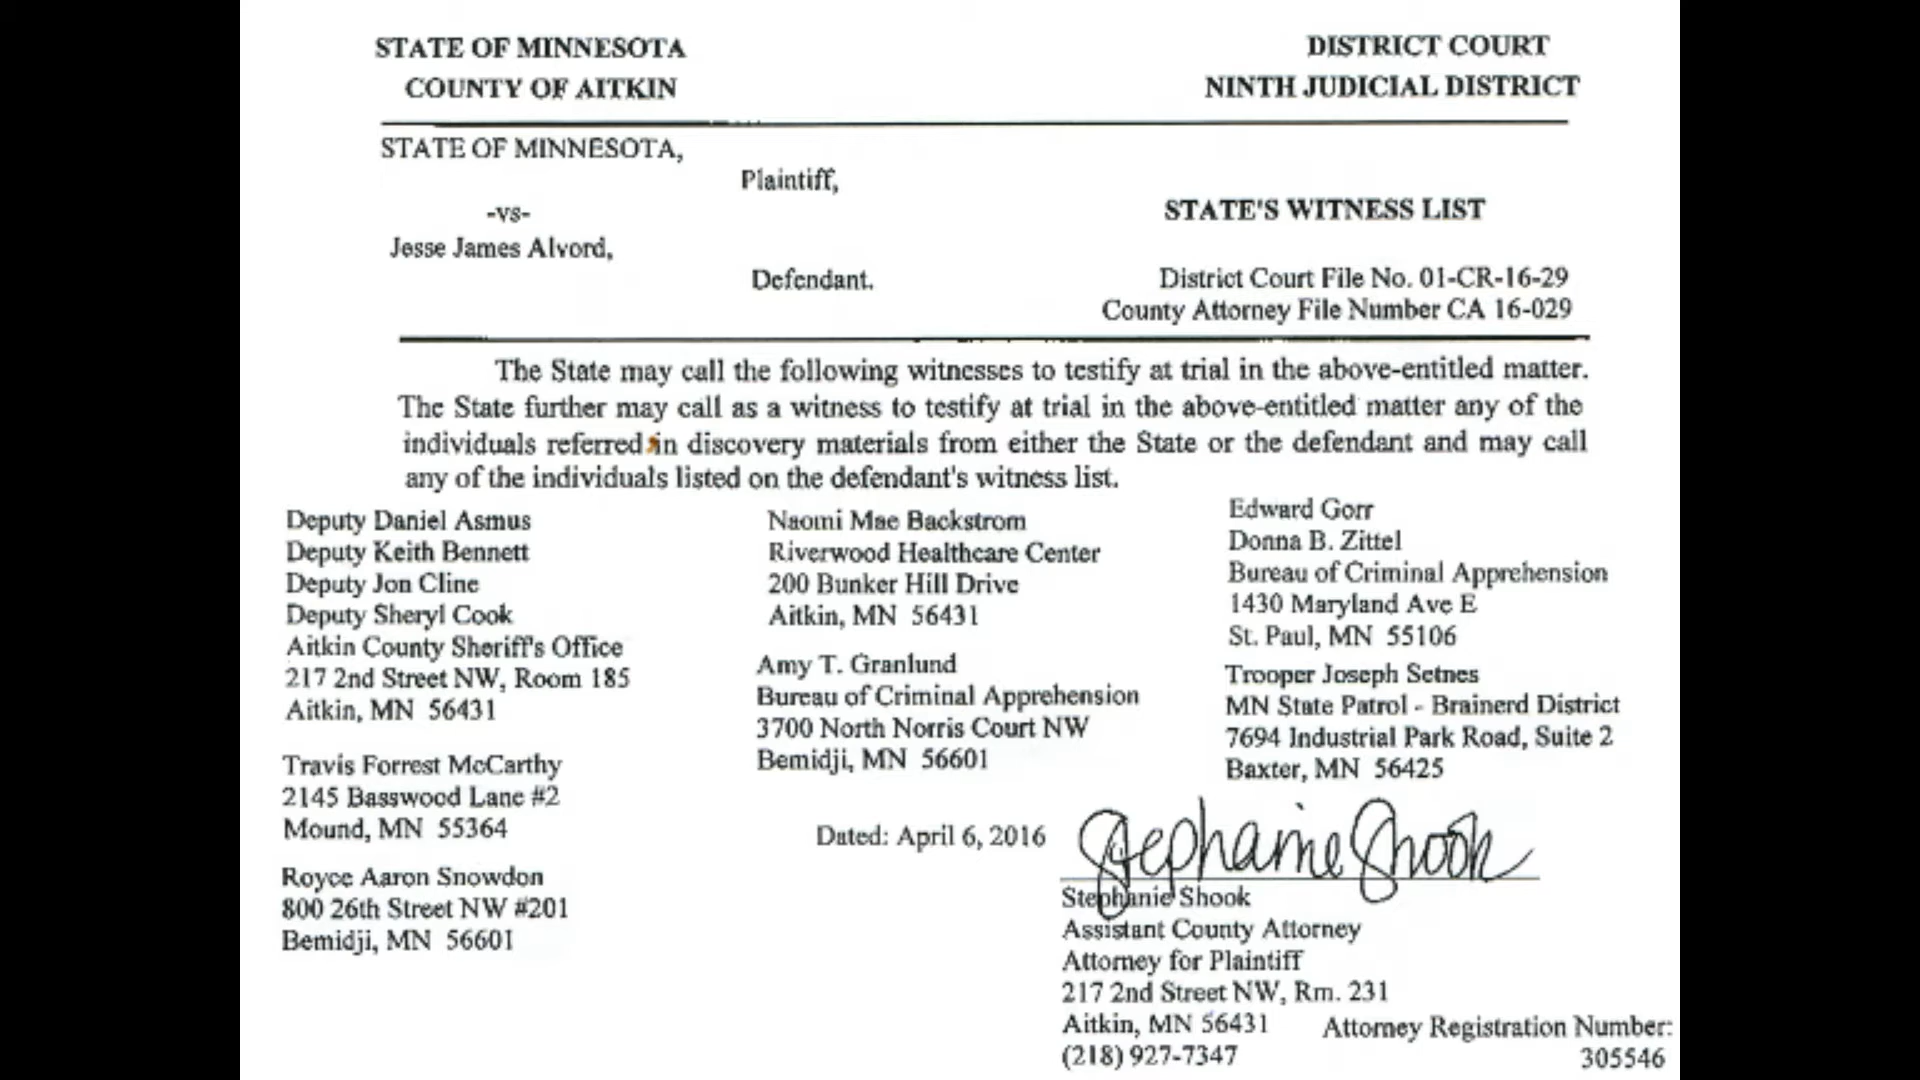 STATE OF MINNESOTA
COUNTY OF AITKIN
DISTRICT COURT
NINTH JUDICIAL DISTRICT
STATE OF MINNESOTA,
Plaintiff,
-vs-
Jesse James Alvord,
Defendant.
STATE'S WITNESS LIST
District Court File No. 01-CR-16-29
County Attorney File Number CA 16-029
The State may call the following witnesses to testify at trial in the above-entitled matter.
The State further may call as a witness to testify at trial in the above-entitled matter any of the
individuals referred in discovery materials from either the State or the defendant and may call
any of the individuals listed on the defendant's witness list.
Deputy Daniel Asmus
Deputy Keith Bennett
Deputy Jon Cline
Deputy Sheryl Cook
Aitkin County Sheriff's Office
217 2nd Street NW, Room 185
Aitkin, MN 56431
Travis Forrest McCarthy
2145 Basswood Lane #2
Mound, MN 55364
Royce Aaron Snowdon
800 26th Street NW #201
Bemidji, MN 56601
Naomi Mae Backstrom
Riverwood Healthcare Center
200 Bunker Hill Drive
Aitkin, MN 56431
Amy T. Granlund
Bureau of Criminal Apprehension
3700 North Norris Court NW
Bemidji, MN 56601
Edward Gorr
Donna B. Zittel
Bureau of Criminal Apprehension
1430 Maryland Ave E
St. Paul, MN 55106
Trooper Joseph Setnes
MN State Patrol - Brainerd District
7694 Industrial Park Road, Suite 2
Baxter, MN 56425
Dated: April 6, 2016
Stephanie Shook
Stephanie Shook
Assistant County Attorney
Attorney for Plaintiff
217 2nd Street NW, Rm. 231
Aitkin, MN 56431
(218) 927-7347
Attorney Registration Number:
305546